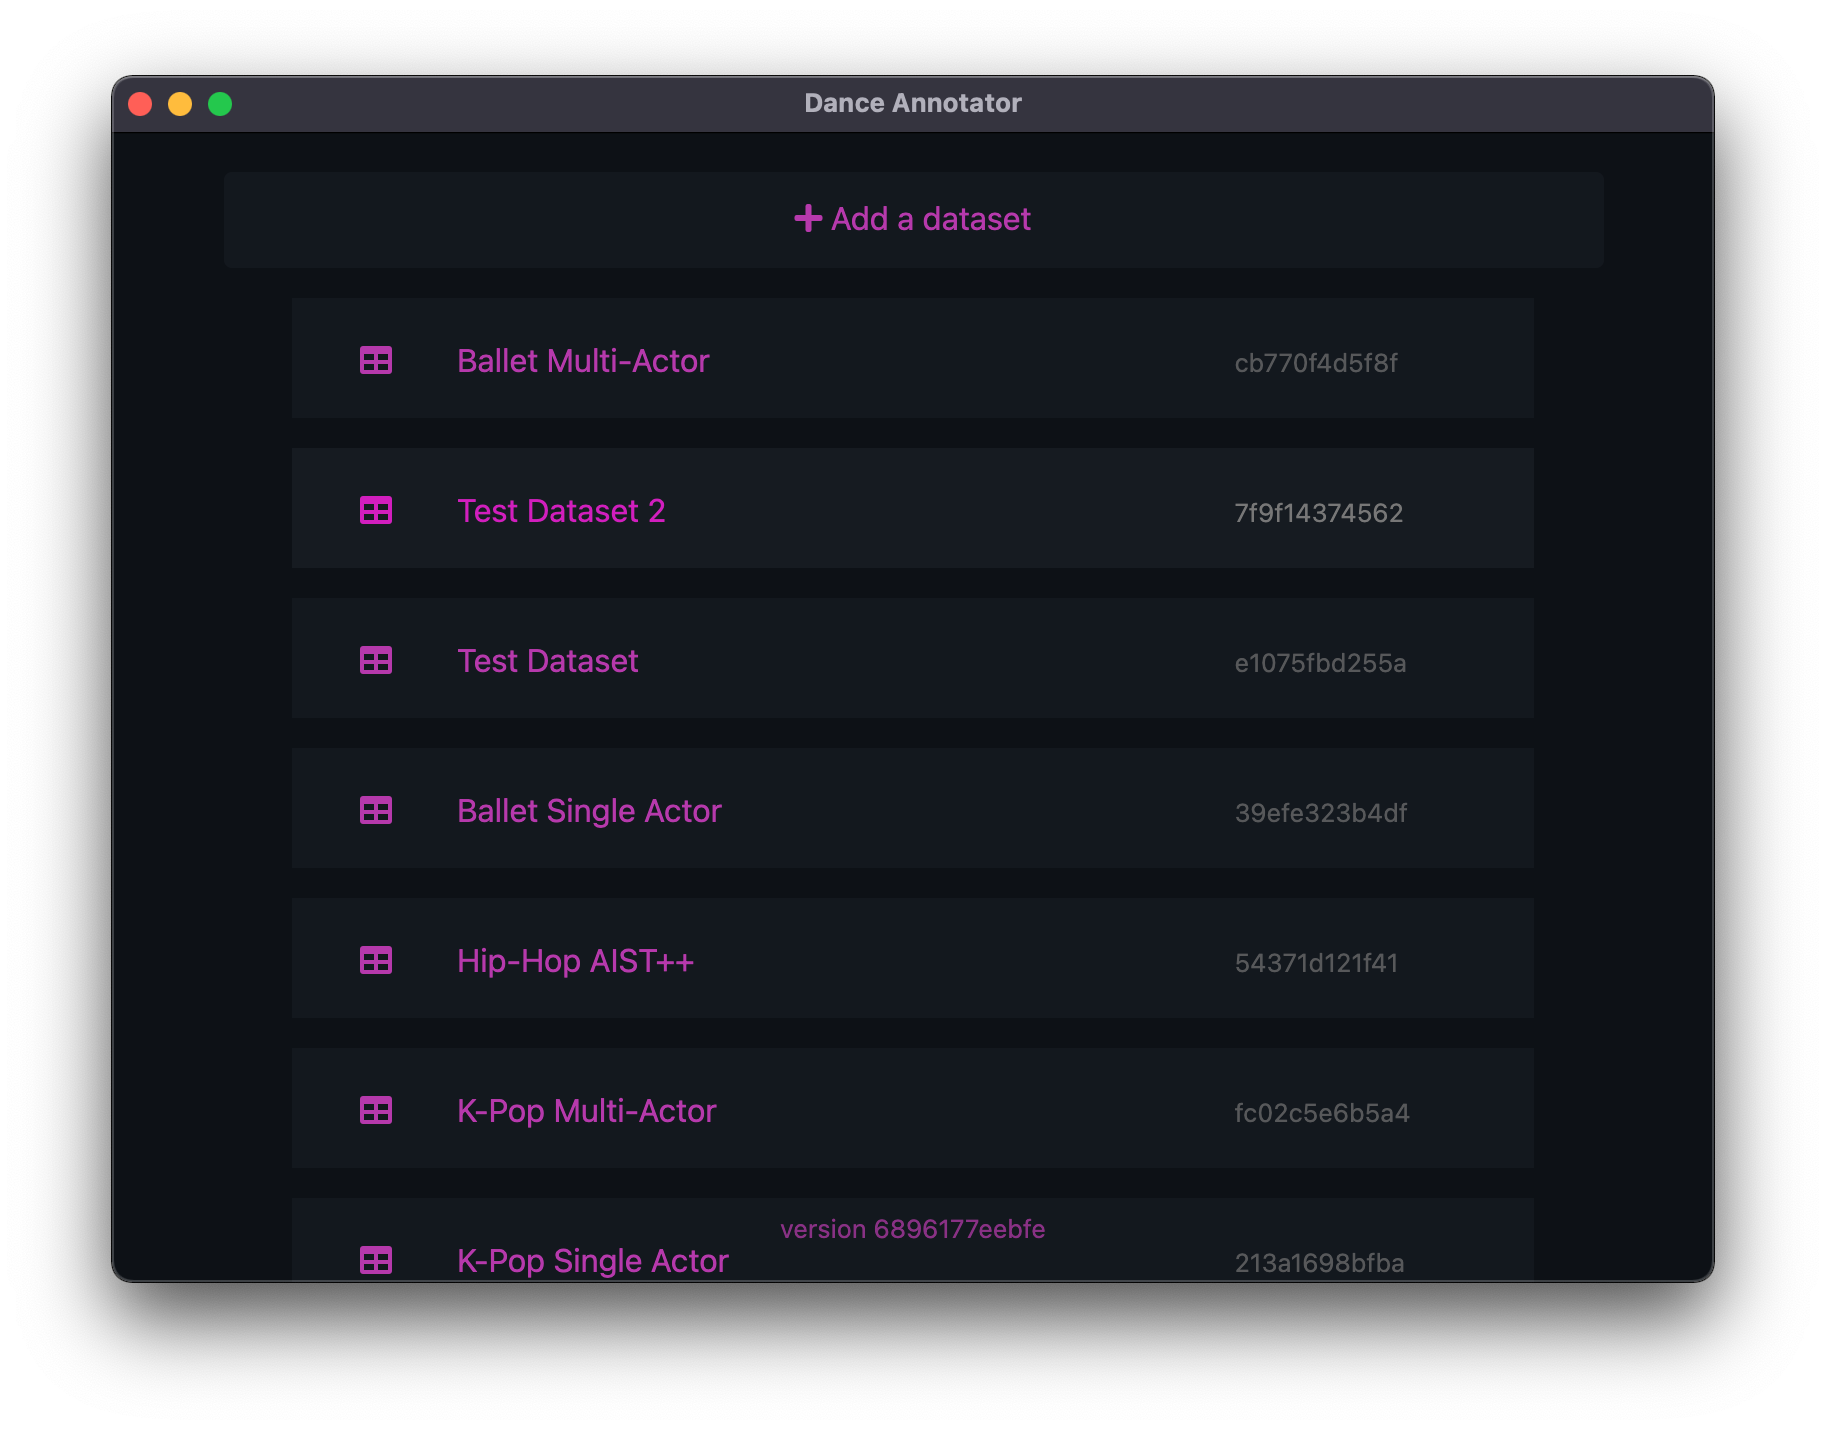 Dance Annotator
Add a dataset
Ballet Multi-Actor cb770f4d5f8f
Test Dataset 2 7f9f14374562
Test Dataset e1075fbd255a
Ballet Single Actor 39efe323b4df
Hip-Hop AIST++ 54371d121f41
K-Pop Multi-Actor fc02c5e6b5a4
version 6896177eebfe
K-Pop Single Actor 213a1698bfba